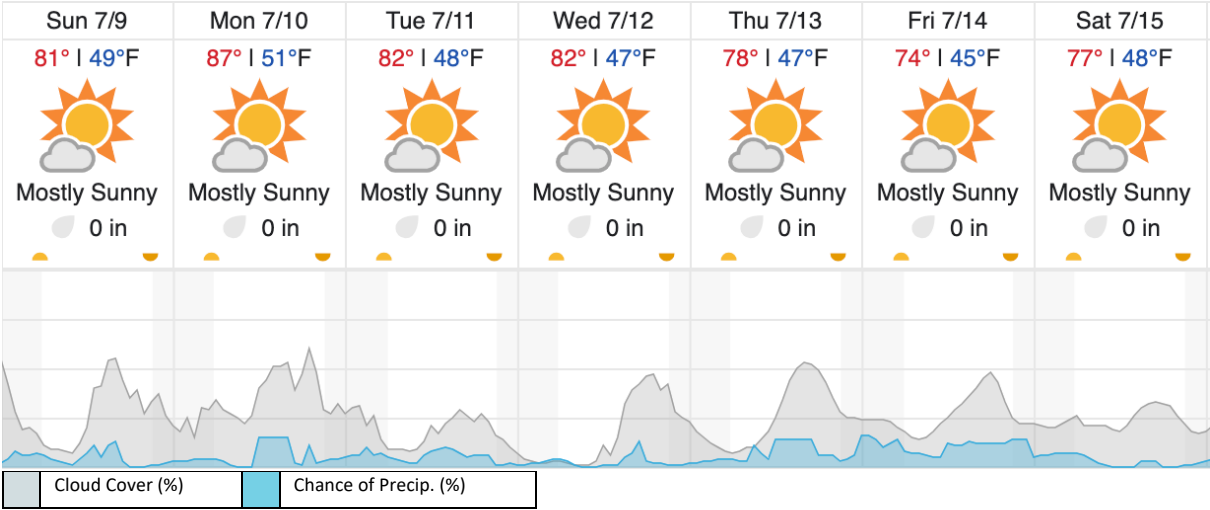 Sun 7/9 Mon 7/10 Tue 7/11 Wed 7/12 Thu 7/13 Fri 7/14 Sat 7/15
81° | 49°F 87° | 51°F 82° | 48°F 82° | 47°F 78° | 47°F 74° | 45°F 77° | 48°F
Mostly Sunny Mostly Sunny Mostly Sunny Mostly Sunny Mostly Sunny Mostly Sunny Mostly Sunny
0 in 0 in 0 in 0 in 0 in 0 in 0 in
Cloud Cover (%) Chance of Precip. (%)